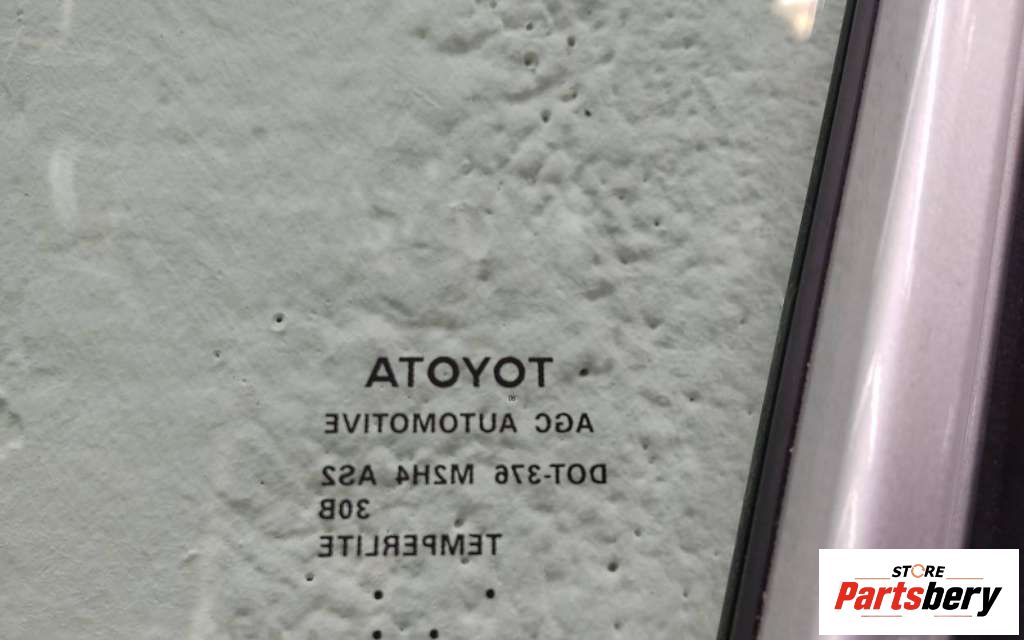 TOYOTA
AGC AUTOMOTIVE
DOT-376 M2H4 AS2
30B
TEMPERLITE
STORE
Partsbery